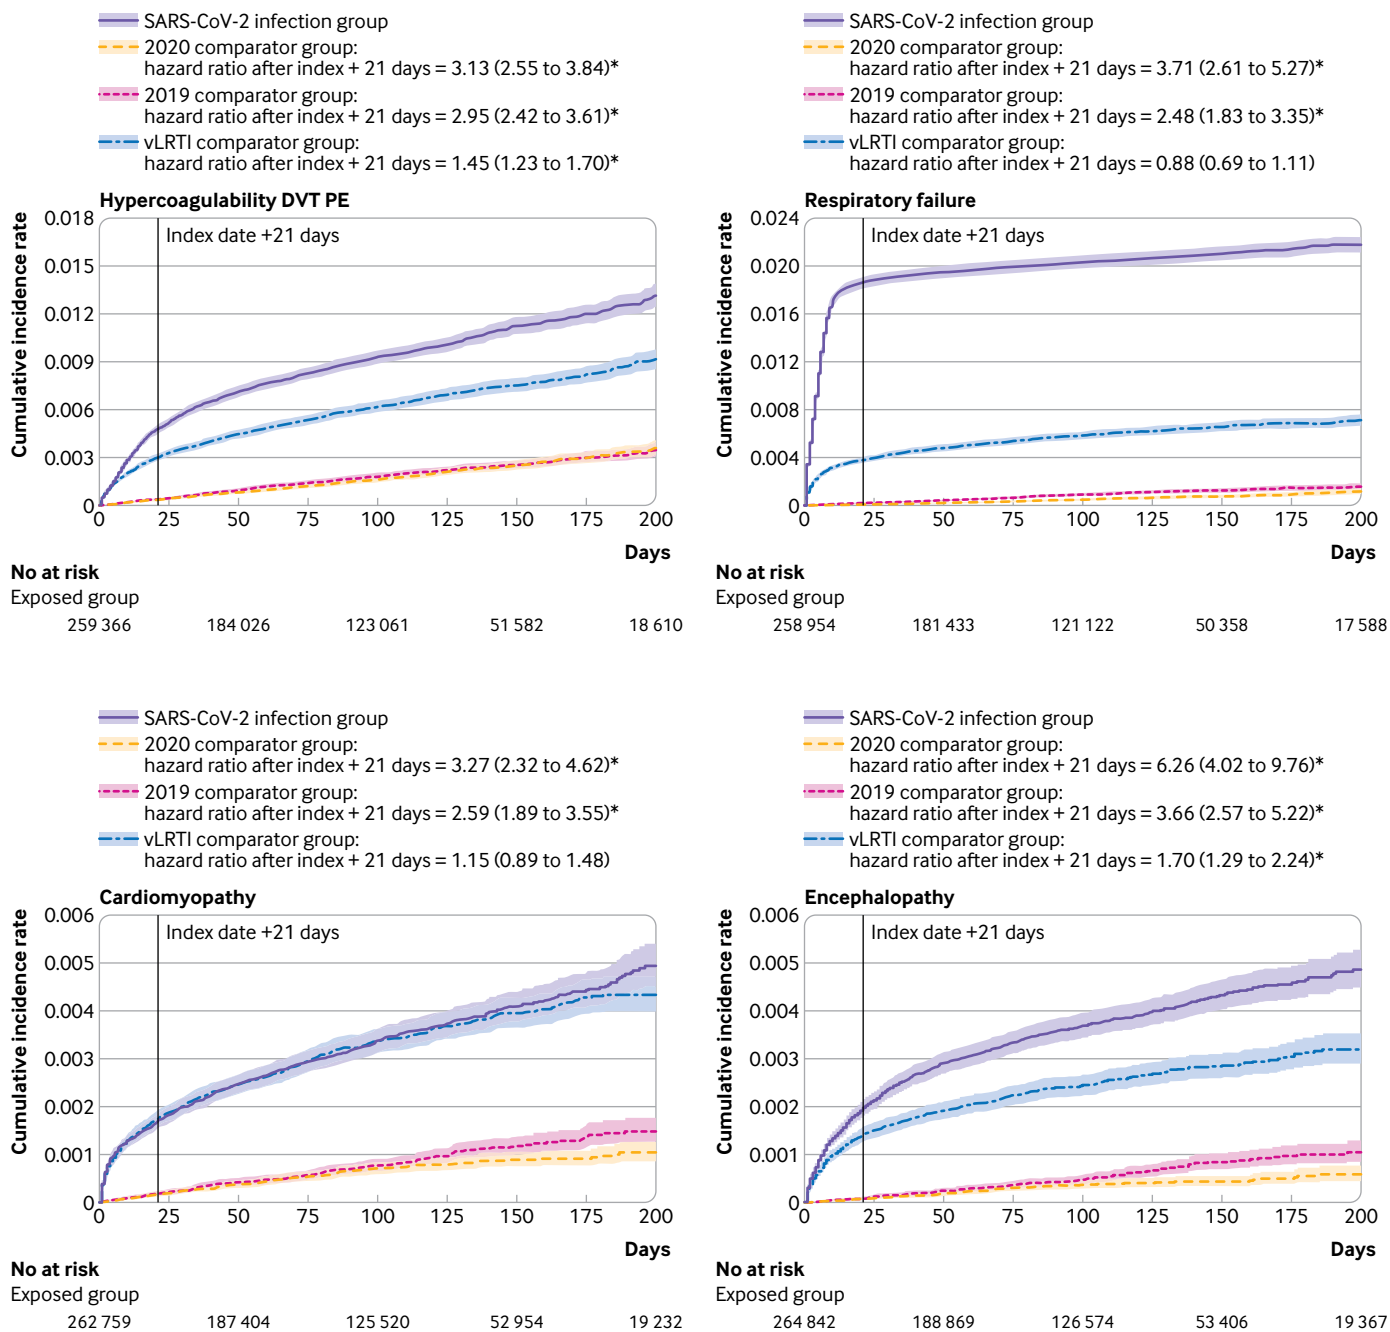 SARS-CoV-2 infection group
2020 comparator group:
hazard ratio after index + 21 days = 3.13 (2.55 to 3.84)*
2019 comparator group:
hazard ratio after index + 21 days = 2.95 (2.42 to 3.61)*
vLRTI comparator group:
hazard ratio after index + 21 days = 1.45 (1.23 to 1.70)*
Hypercoagulability DVT PE
Cumulative incidence rate
0.018
0.015
0.012
0.009
0.006
0.003
0
Index date +21 days
0 25 50 75 100 125 150 175 200
Days
No at risk
Exposed group
259 366 184 026 123 061 51 582 18 610
SARS-CoV-2 infection group
2020 comparator group:
hazard ratio after index + 21 days = 3.71 (2.61 to 5.27)*
2019 comparator group:
hazard ratio after index + 21 days = 2.48 (1.83 to 3.35)*
vLRTI comparator group:
hazard ratio after index + 21 days = 0.88 (0.69 to 1.11)
Respiratory failure
Cumulative incidence rate
0.024
0.020
0.016
0.012
0.008
0.004
0
Index date +21 days
0 25 50 75 100 125 150 175 200
Days
No at risk
Exposed group
258 954 181 433 121 122 50 358 17 588
SARS-CoV-2 infection group
2020 comparator group:
hazard ratio after index + 21 days = 3.27 (2.32 to 4.62)*
2019 comparator group:
hazard ratio after index + 21 days = 2.59 (1.89 to 3.55)*
vLRTI comparator group:
hazard ratio after index + 21 days = 1.15 (0.89 to 1.48)
Cardiomyopathy
Cumulative incidence rate
0.006
0.005
0.004
0.003
0.002
0.001
0
Index date +21 days
0 25 50 75 100 125 150 175 200
Days
No at risk
Exposed group
262 759 187 404 125 520 52 954 19 232
SARS-CoV-2 infection group
2020 comparator group:
hazard ratio after index + 21 days = 6.26 (4.02 to 9.76)*
2019 comparator group:
hazard ratio after index + 21 days = 3.66 (2.57 to 5.22)*
vLRTI comparator group:
hazard ratio after index + 21 days = 1.70 (1.29 to 2.24)*
Encephalopathy
Cumulative incidence rate
0.006
0.005
0.004
0.003
0.002
0.001
0
Index date +21 days
0 25 50 75 100 125 150 175 200
Days
No at risk
Exposed group
264 842 188 869 126 574 53 406 19 367